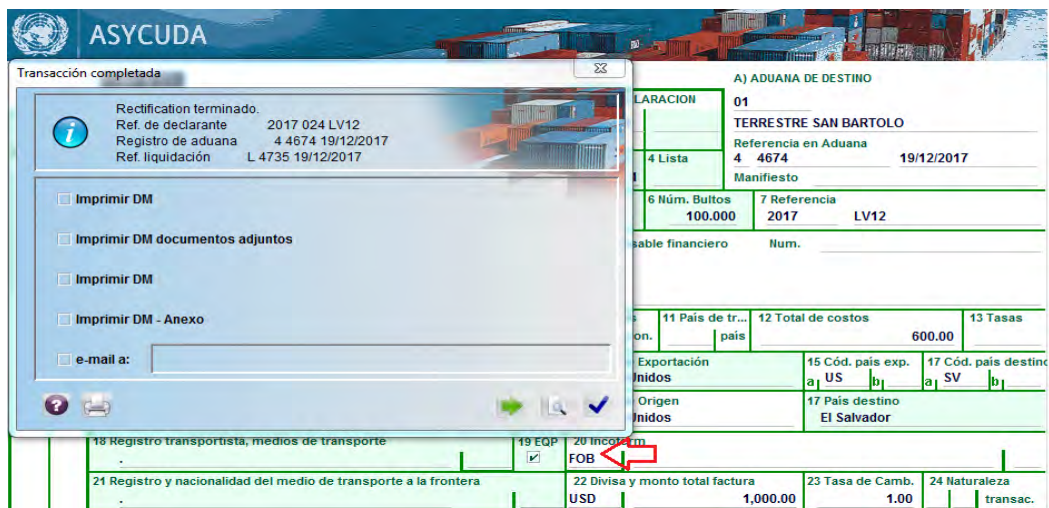 ASYCUDA
Transacción completada
Rectification terminado.
Ref. de declarante 2017 024 LV12
Registro de aduana 4 4674 19/12/2017
Ref. liquidación L 4735 19/12/2017
Imprimir DM
Imprimir DM documentos adjuntos
Imprimir DM
Imprimir DM - Anexo
e-mail a:
A) ADUANA DE DESTINO
LARACION
01
TERRESTRE SAN BARTOLO
Referencia en Aduana
4 Lista
4 4674 19/12/2017
1
Manifiesto
6 Núm. Bultos 7 Referencia
100.000 2017 LV12
sable financiero Num.
s 11 Pais de tr... 12 Total de costos 13 Tasas
on. pais 600.00
Exportación 15 Cód. pais exp. 17 Cód. pais destino
Unidos a US b a SV b
Origen 17 Pais destino
Unidos El Salvador
18 Registro transportista, medios de transporte 19 EQP 20 Incoterm
. FOB
21 Registro y nacionalidad del medio de transporte a la frontera 22 Divisa y monto total factura 23 Tasa de Camb. 24 Naturaleza
. USD 1,000.00 1.00 transac.